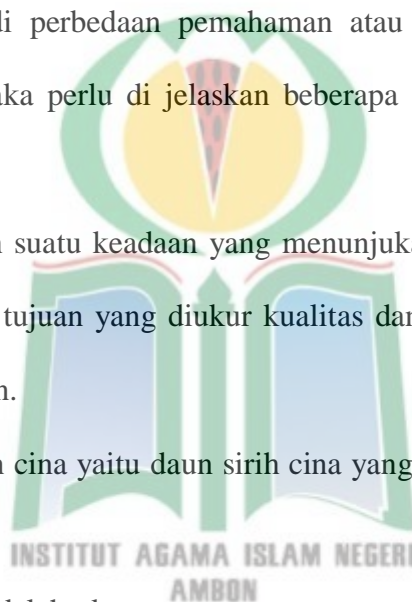 di perbedaan pemahaman atau
aka perlu di jelaskan beberapa
suatu keadaan yang menunjuka
tujuan yang diukur kualitas dan
n.
cina yaitu daun sirih cina yang
INSTITUT AGAMA ISLAM NEGERI
AMBON